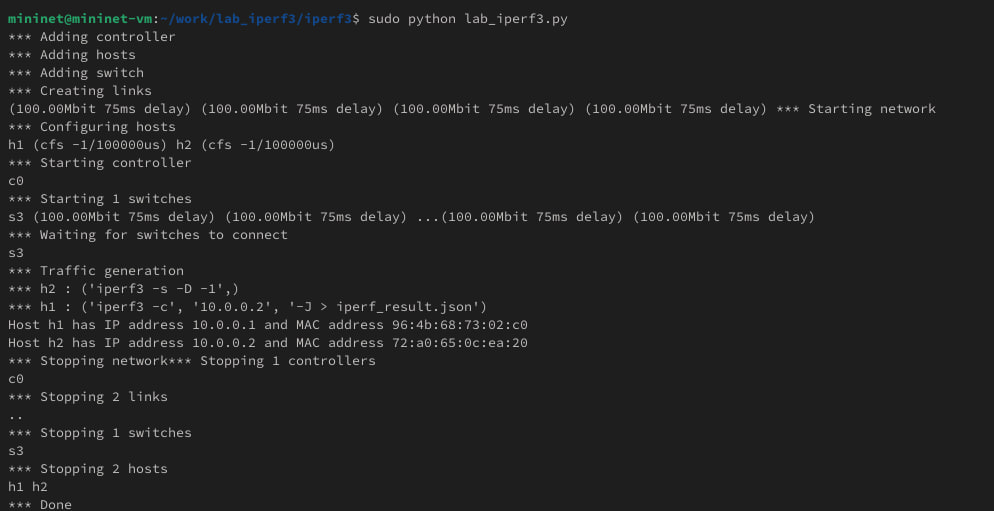 mininet@mininet-vm:~/work/lab_iperf3/iperf3$ sudo python lab_iperf3.py
*** Adding controller
*** Adding hosts
*** Adding switch
*** Creating links
(100.00Mbit 75ms delay) (100.00Mbit 75ms delay) (100.00Mbit 75ms delay) (100.00Mbit 75ms delay) *** Starting network
*** Configuring hosts
h1 (cfs -1/100000us) h2 (cfs -1/100000us)
*** Starting controller
c0
*** Starting 1 switches
s3 (100.00Mbit 75ms delay) (100.00Mbit 75ms delay) ...(100.00Mbit 75ms delay) (100.00Mbit 75ms delay)
*** Waiting for switches to connect
s3
*** Traffic generation
*** h2 : ('iperf3 -s -D -1',)
*** h1 : ('iperf3 -c', '10.0.0.2', '-J > iperf_result.json')
Host h1 has IP address 10.0.0.1 and MAC address 96:4b:68:73:02:c0
Host h2 has IP address 10.0.0.2 and MAC address 72:a0:65:0c:ea:20
*** Stopping network*** Stopping 1 controllers
c0
*** Stopping 2 links
..
*** Stopping 1 switches
s3
*** Stopping 2 hosts
h1 h2
*** Done